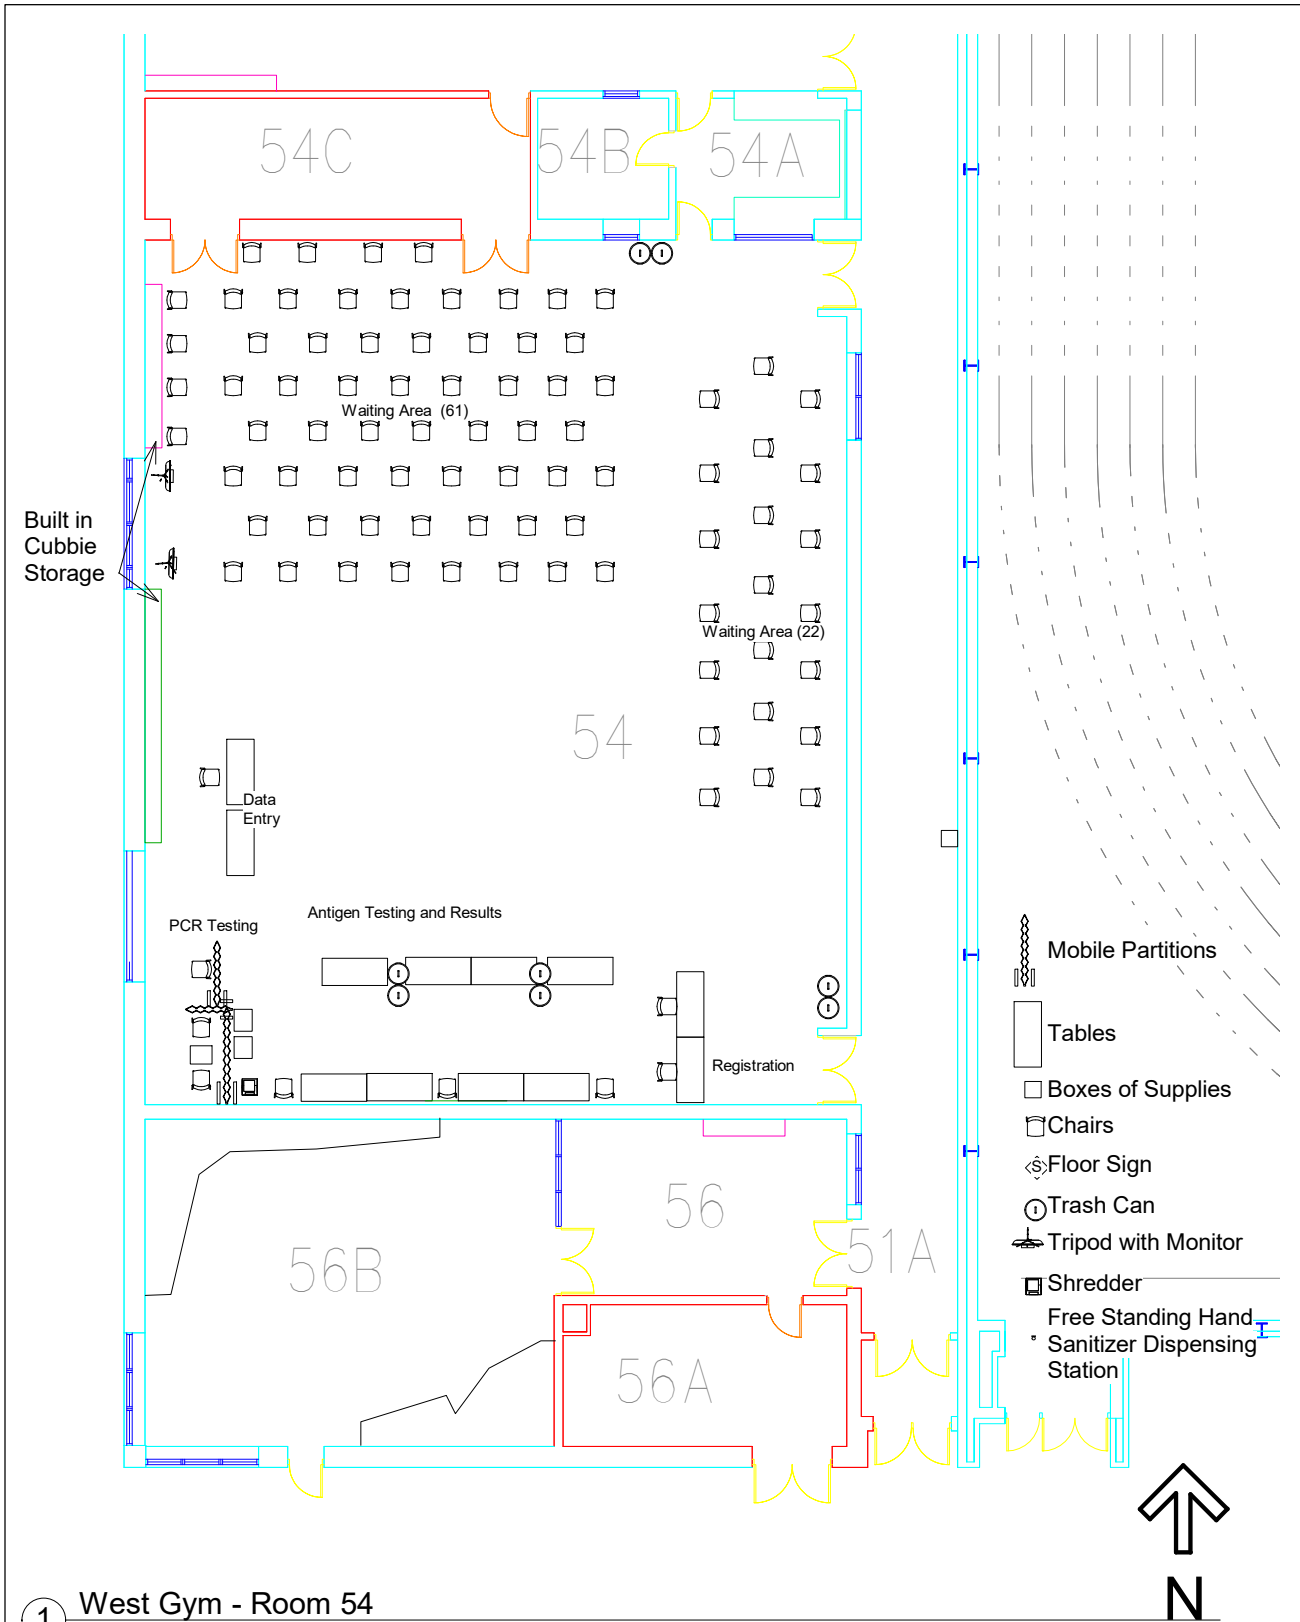 54C
54B
54A
Waiting Area (61)
Built in
Cubbie
Storage
Waiting Area (22)
54
Data
Entry
PCR Testing
Antigen Testing and Results
Registration
Mobile Partitions
Tables
Boxes of Supplies
Chairs
S
Floor Sign
Trash Can
Tripod with Monitor
Shredder
Free Standing Hand
Sanitizer Dispensing
Station
56
56B
51A
56A
N
1
West Gym - Room 54